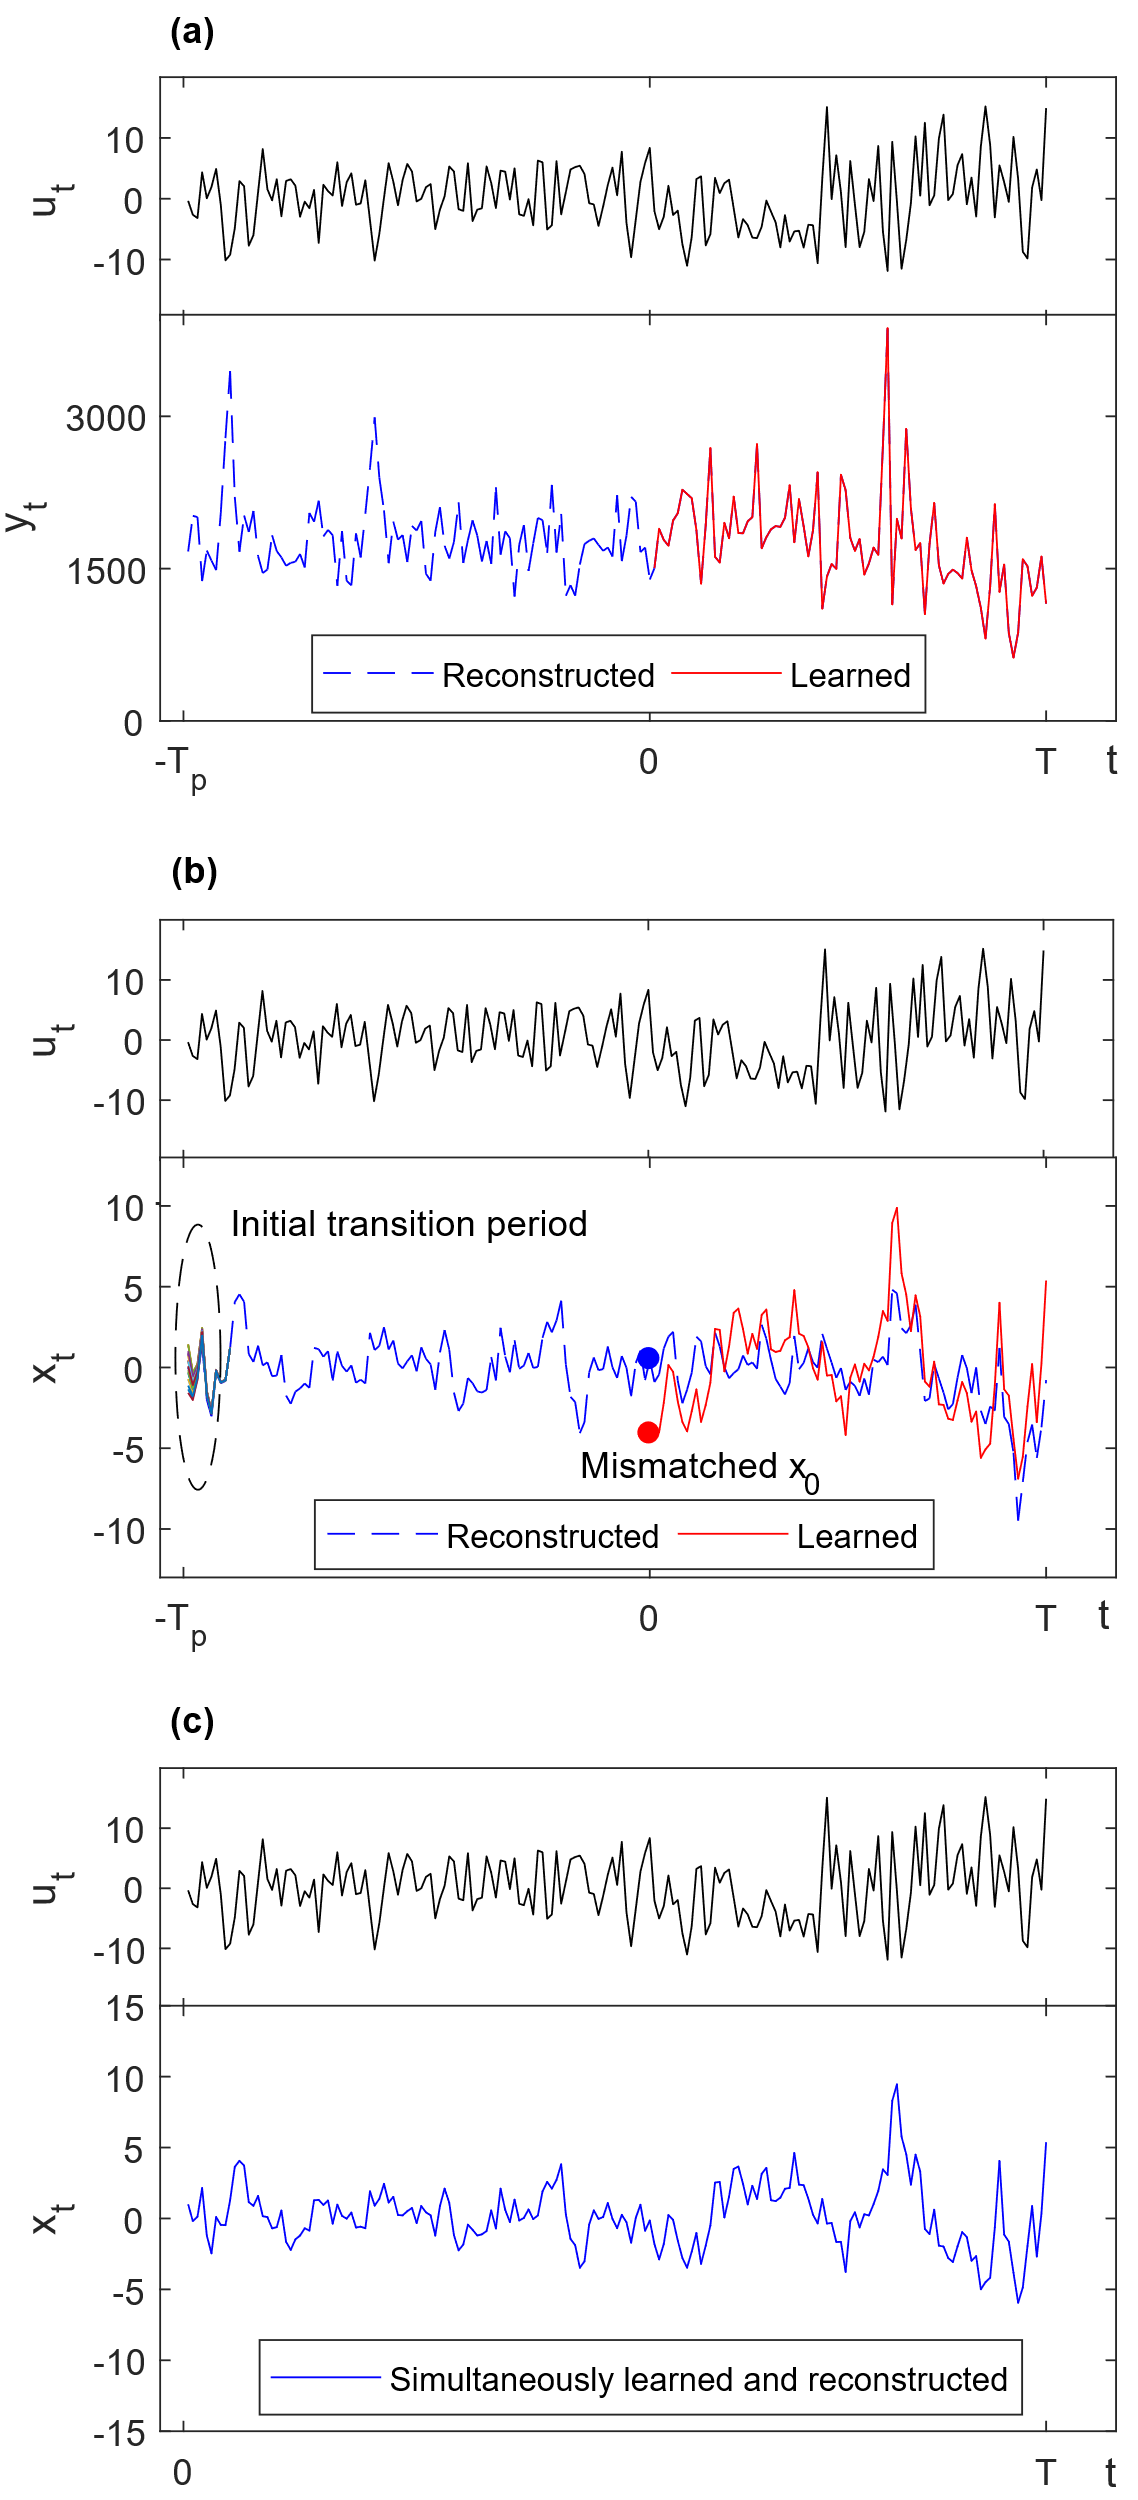 (a)
10
0
-10
u_t
3000
1500
0
y_t
Reconstructed Learned
-T_p 0 T t
(b)
10
0
-10
u_t
10
5
0
-5
-10
x_t
Initial transition period
Mismatched x_0
Reconstructed Learned
-T_p 0 T t
(c)
10
0
-10
u_t
15
10
5
0
-5
-10
-15
x_t
Simultaneously learned and reconstructed
0 T t